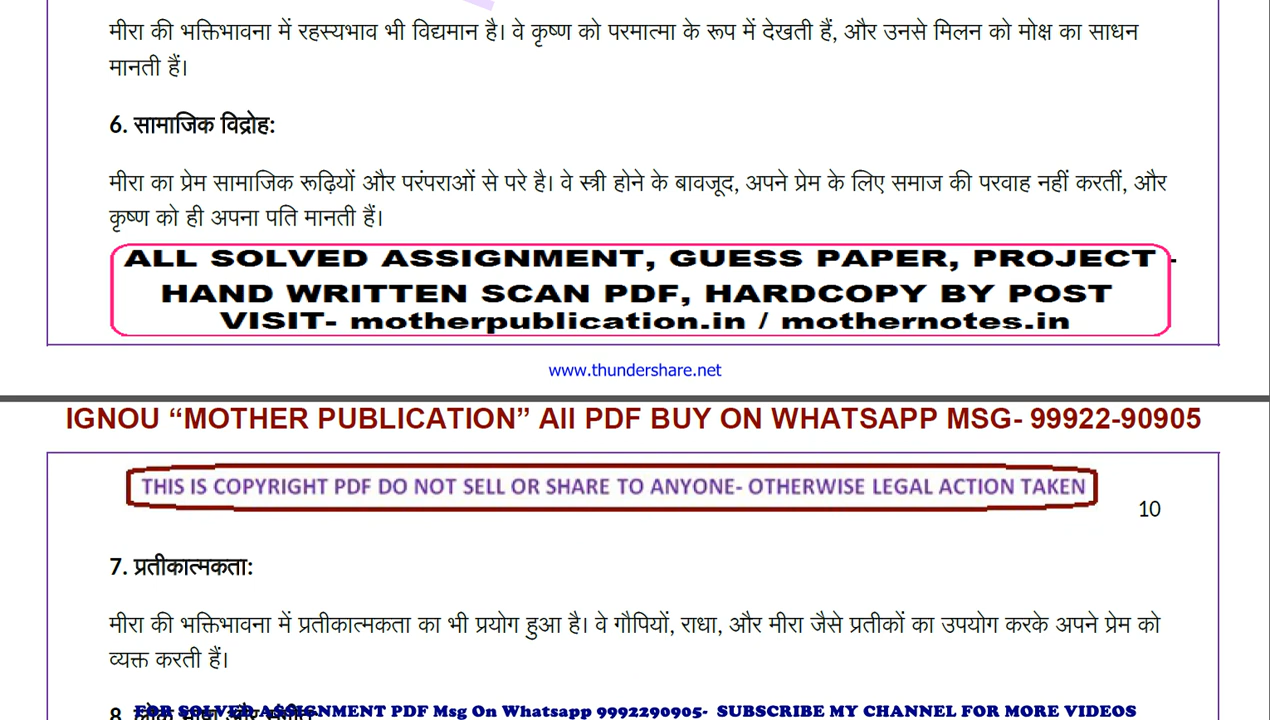 मीरा की भक्तिभावना में रहस्यभाव भी विद्यमान है। वे कृष्ण को परमात्मा के रूप में देखती हैं, और उनसे मिलन को मोक्ष का साधन
मानती हैं।
6. सामाजिक विद्रोह:
मीरा का प्रेम सामाजिक रूढ़ियों और परंपराओं से परे है। वे स्त्री होने के बावजूद, अपने प्रेम के लिए समाज की परवाह नहीं करतीं, और
कृष्ण को ही अपना पति मानती हैं।
ALL SOLVED ASSIGNMENT, GUESS PAPER, PROJECT -
HAND WRITTEN SCAN PDF, HARDCOPY BY POST
VISIT- motherpublication.in / mothernotes.in
www.thundershare.net
IGNOU “MOTHER PUBLICATION” All PDF BUY ON WHATSAPP MSG- 99922-90905
THIS IS COPYRIGHT PDF DO NOT SELL OR SHARE TO ANYONE- OTHERWISE LEGAL ACTION TAKEN
10
7. प्रतीकात्मकता:
मीरा की भक्तिभावना में प्रतीकात्मकता का भी प्रयोग हुआ है। वे गौपियों, राधा, और मीरा जैसे प्रतीकों का उपयोग करके अपने प्रेम को
व्यक्त करती हैं।
8.
FOR SOLVED ASSIGNMENT PDF Msg On Whatsapp 9992290905- SUBSCRIBE MY CHANNEL FOR MORE VIDEOS